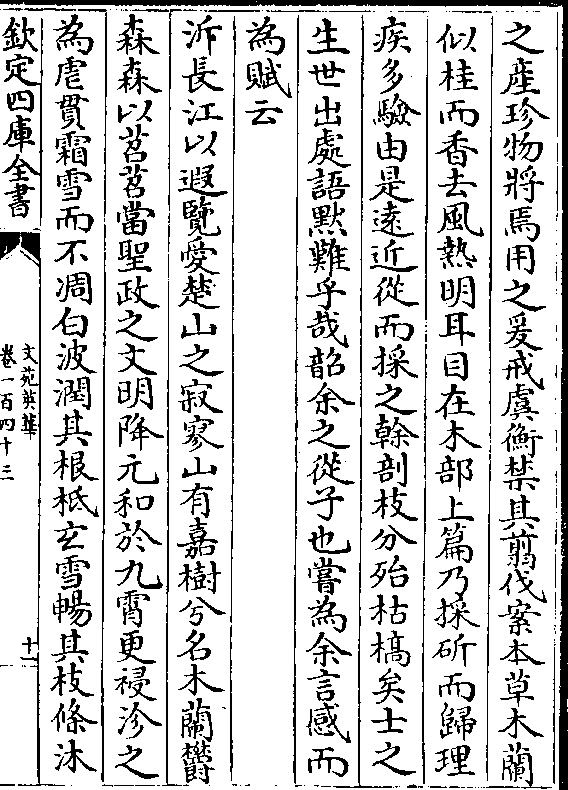 之產珍物將焉用之爰戒虞衡禁其翦伐案本草木蘭
似桂而香去風熱明耳目在木部上篇乃採斫而歸理
疾多驗由是遠近從而採之幹剖枝分殆枯槁矣士之
生世出處語默難乎哉韶余之從子也嘗為余言感而
為賦云
泝長江以遐覽愛楚山之寂寥山有嘉樹兮名木蘭鬱
森森以苕苕當聖政之文明降元和於九霄更祲沴之
為虐貫霜雪而不凋白波潤其根柢玄雪暢其枝條沐
欽定四庫全書
文苑英華
卷一百四十三
十一